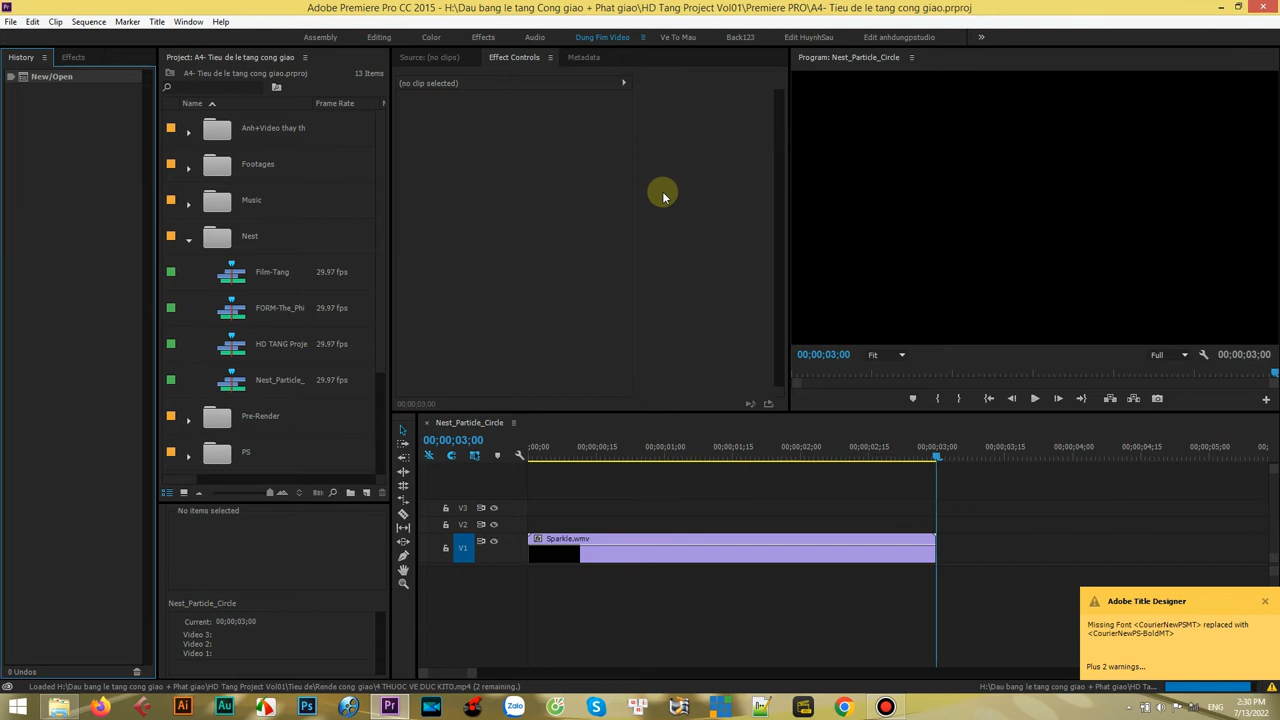 Adobe Premiere Pro CC 2015 - H:\Dau bang le tang Cong giao + Phat giao\HD Tang Project Vol01\1. Premiere Pro\A4- Tieu de le tang cong giao.prproj
File Edit Clip Sequence Marker Title Window Help
Assembly Editing Color Effects Audio Dung Fim Video Ve To Mau Back123 Edit HuynhSau Edit anhdungpstudio
History Effects
New/Open
Project: A4- Tieu de le tang cong giao
A4- Tieu de le tang cong giao.prproj
13 Items
Name Frame Rate
Anh+Video thay th
Footages
Music
Nest
Film-Tang 29.97 fps
FORM-The_Phi 29.97 fps
HD TANG Proje 29.97 fps
Nest_Particle_ 29.97 fps
Pre-Render
PS
Source: (no clips) Effect Controls Metadata
(no clip selected)
00;00;03;00
Program: Nest_Particle_Circle
00;00;03;00 Fit Full 00;00;03;00
No items selected
Nest_Particle_Circle
Current: 00;00;03;00
Video 3:
Video 2:
Video 1:
0 Undos
Nest_Particle_Circle
00;00;03;00
;00;00 00;00;00;15 00;00;01;00 00;00;01;15 00;00;02;00 00;00;02;15 00;00;03;00 00;00;03;15 00;00;04;00 00;00;04;15 00;00;05;00 00;
V3
V2
V1
Sparkle.wmv
Adobe Title Designer
Missing Font <CourierNewPSMT> replaced with
<CourierNewPS-BoldMT>
Plus 2 warnings...
Loaded H:\Dau bang le tang cong giao + Phat giao\HD Tang Project Vol01\Tieu de\Rende cong giao\4 THUOC VE DUC KITO.mp4 (2 remaining.)
H:\Dau bang le tang cong giao + Phat giao\HD Ta...
Ai Au Ps Pr Zalo S
ENG
2:30 PM
7/13/2022